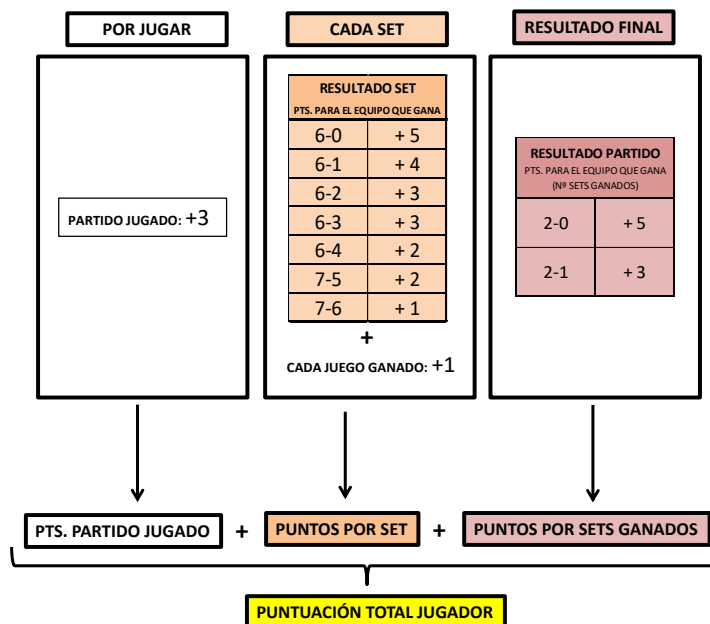 POR JUGAR
CADA SET
RESULTADO FINAL
PARTIDO JUGADO: +3
RESULTADO SET
PTS. PARA EL EQUIPO QUE GANA
6-0 + 5
6-1 + 4
6-2 + 3
6-3 + 3
6-4 + 2
7-5 + 2
7-6 + 1
+
CADA JUEGO GANADO: +1
RESULTADO PARTIDO
PTS. PARA EL EQUIPO QUE GANA
(Nº SETS GANADOS)
2-0 + 5
2-1 + 3
PTS. PARTIDO JUGADO + PUNTOS POR SET + PUNTOS POR SETS GANADOS
PUNTUACIÓN TOTAL JUGADOR